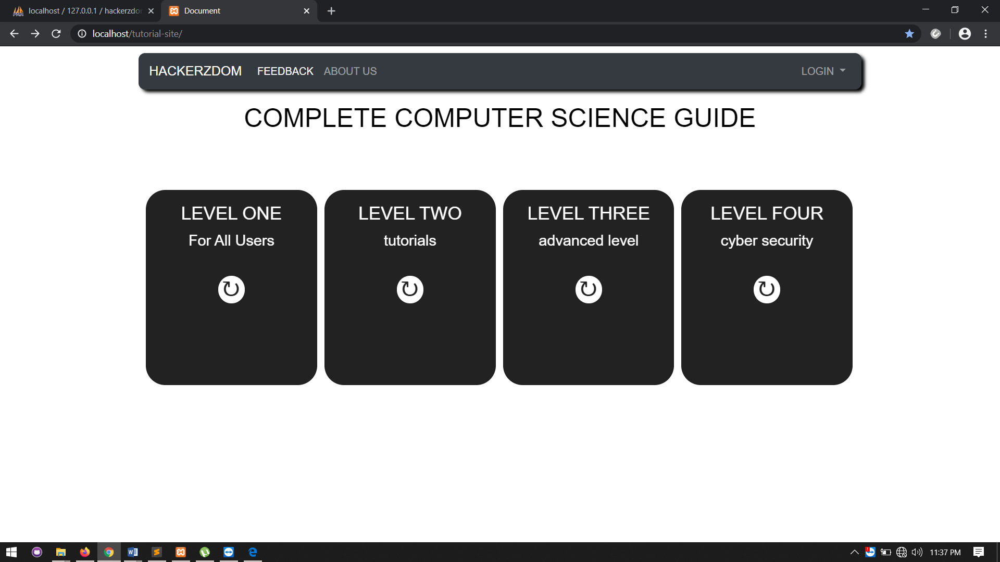 localhost / 127.0.0.1 / hackerzdo
Document
localhost/tutorial-site/
HACKERZDOM FEEDBACK ABOUT US LOGIN
COMPLETE COMPUTER SCIENCE GUIDE
LEVEL ONE
For All Users
LEVEL TWO
tutorials
LEVEL THREE
advanced level
LEVEL FOUR
cyber security
11:37 PM